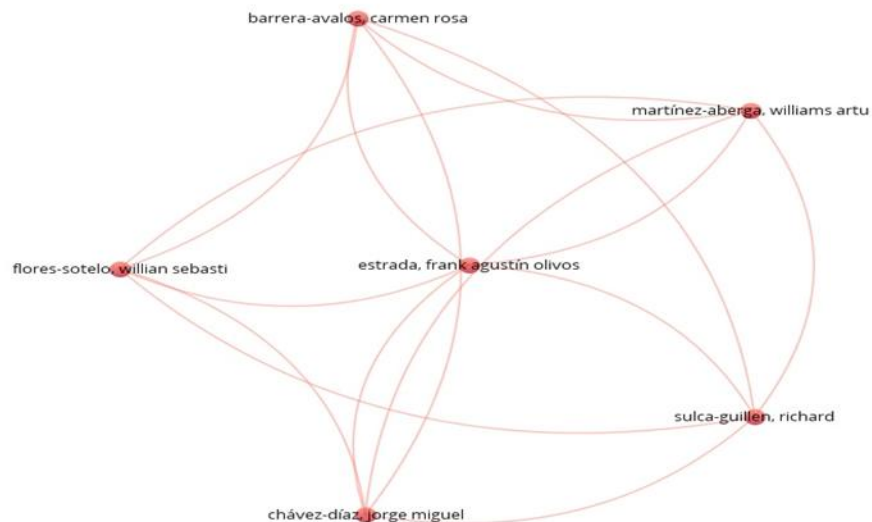 barrera-avalos, carmen rosa
martínez-aberga, williams artu
flores-sotelo, willian sebasti
estrada, frank agustín olivos
sulca-guillen, richard
chávez-díaz, jorge miguel